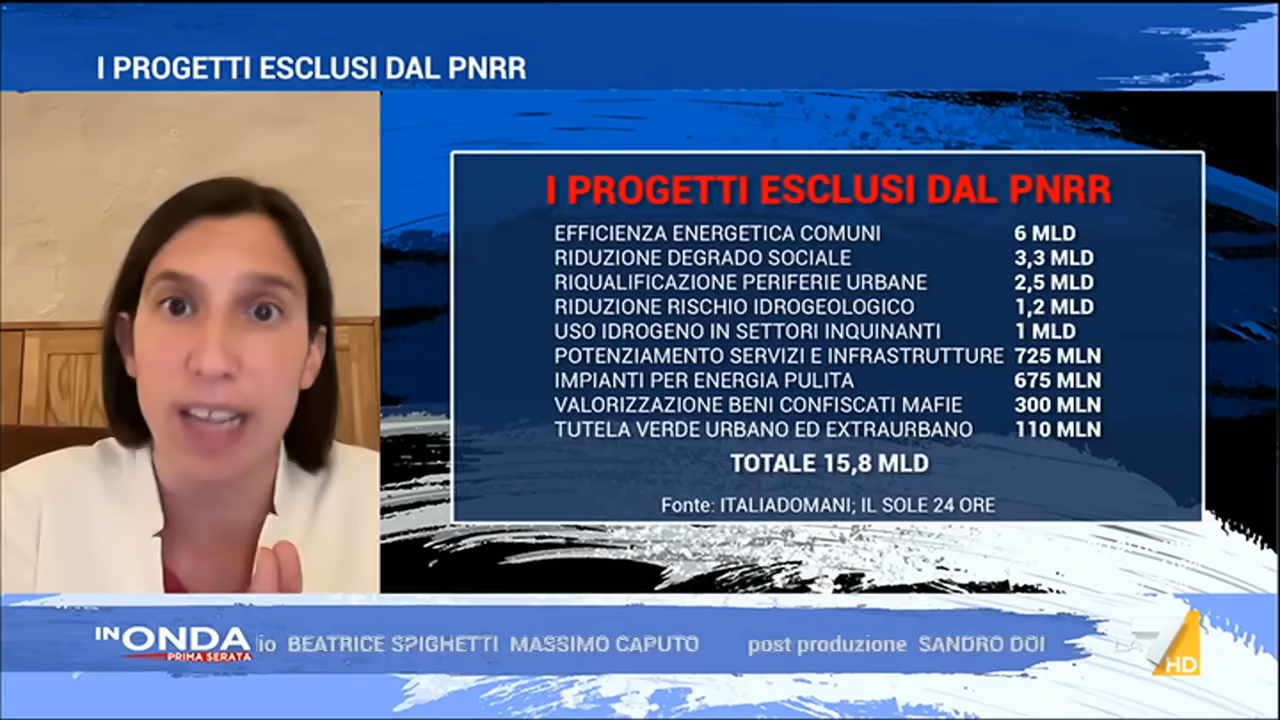 I PROGETTI ESCLUSI DAL PNRR
I PROGETTI ESCLUSI DAL PNRR
EFFICIENZA ENERGETICA COMUNI 6 MLD
RIDUZIONE DEGRADO SOCIALE 3,3 MLD
RIQUALIFICAZIONE PERIFERIE URBANE 2,5 MLD
RIDUZIONE RISCHIO IDROGEOLOGICO 1,2 MLD
USO IDROGENO IN SETTORI INQUINANTI 1 MLD
POTENZIAMENTO SERVIZI E INFRASTRUTTURE 725 MLN
IMPIANTI PER ENERGIA PULITA 675 MLN
VALORIZZAZIONE BENI CONFISCATI MAFIE 300 MLN
TUTELA VERDE URBANO ED EXTRAURBANO 110 MLN
TOTALE 15,8 MLD
Fonte: ITALIADOMANI; IL SOLE 24 ORE
IN ONDA
PRIMA SERATA
io BEATRICE SPIGHETTI MASSIMO CAPUTO post produzione SANDRO DOI
7
HD